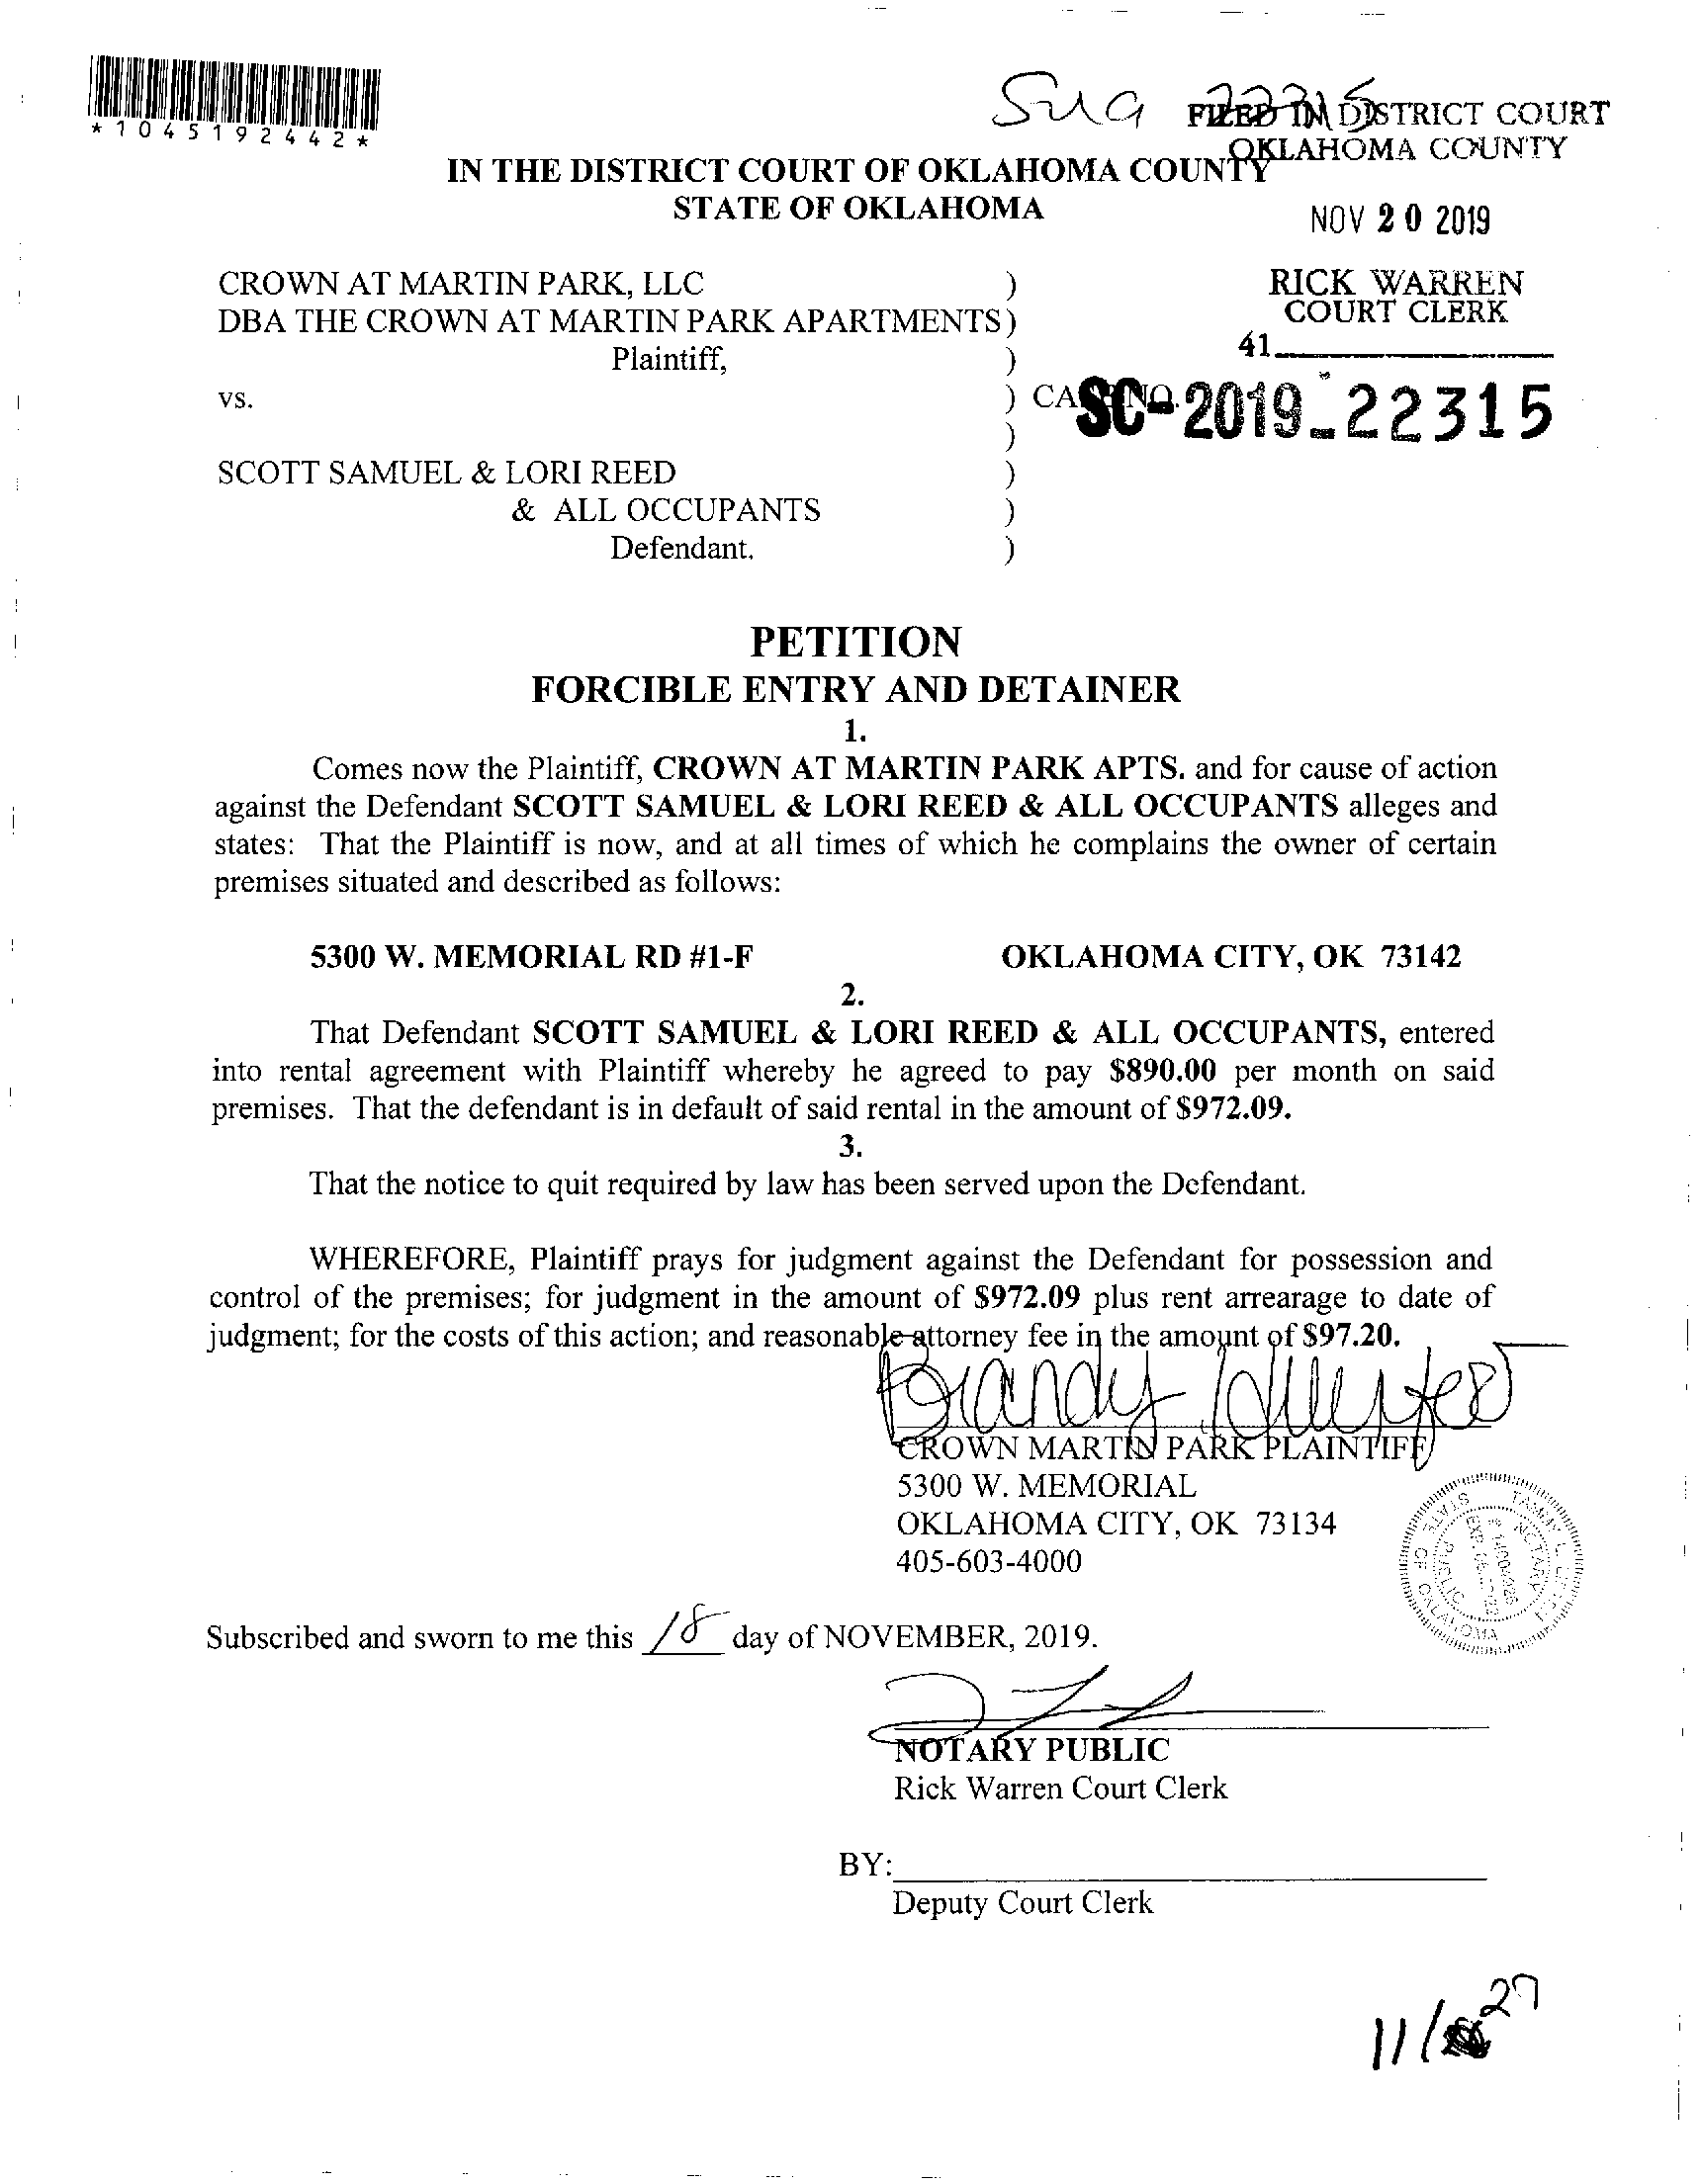 *1045192442*
FILED IN DISTRICT COURT
OKLAHOMA COUNTY
IN THE DISTRICT COURT OF OKLAHOMA COUNTY
STATE OF OKLAHOMA
NOV 20 2019
RICK WARREN
COURT CLERK
41
CROWN AT MARTIN PARK, LLC )
DBA THE CROWN AT MARTIN PARK APARTMENTS )
Plaintiff, )
vs. ) CASE NO.
SC-2019-22315
)
SCOTT SAMUEL & LORI REED )
& ALL OCCUPANTS )
Defendant. )
PETITION
FORCIBLE ENTRY AND DETAINER
1.
Comes now the Plaintiff, CROWN AT MARTIN PARK APTS. and for cause of action
against the Defendant SCOTT SAMUEL & LORI REED & ALL OCCUPANTS alleges and
states: That the Plaintiff is now, and at all times of which he complains the owner of certain
premises situated and described as follows:
5300 W. MEMORIAL RD #1-F OKLAHOMA CITY, OK 73142
2.
That Defendant SCOTT SAMUEL & LORI REED & ALL OCCUPANTS, entered
into rental agreement with Plaintiff whereby he agreed to pay $890.00 per month on said
premises. That the defendant is in default of said rental in the amount of $972.09.
3.
That the notice to quit required by law has been served upon the Defendant.
WHEREFORE, Plaintiff prays for judgment against the Defendant for possession and
control of the premises; for judgment in the amount of $972.09 plus rent arrearage to date of
judgment; for the costs of this action; and reasonable attorney fee in the amount of $97.20.
Brandy
CROWN MARTIN PARK PLAINTIFF
5300 W. MEMORIAL
OKLAHOMA CITY, OK 73134
405-603-4000
NOTARY PUBLIC
STATE OF OKLAHOMA
Subscribed and sworn to me this 18 day of NOVEMBER, 2019.
NOTARY PUBLIC
Rick Warren Court Clerk
BY:
Deputy Court Clerk
11/ 27